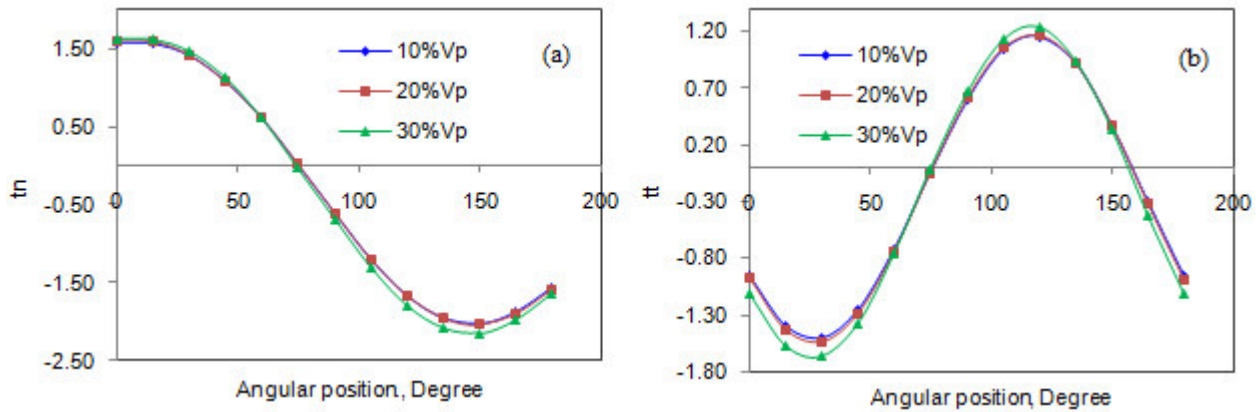 1.50
0.50
-0.50
-1.50
-2.50
0
50
100
150
200
tn
Angular position., Degree
10%Vp
20%Vp
30%Vp
(a)
1.20
0.70
0.20
-0.30
-0.80
-1.30
-1.80
0
50
100
150
200
tt
Angular position, Degree
10%Vp
20%Vp
30%Vp
(b)